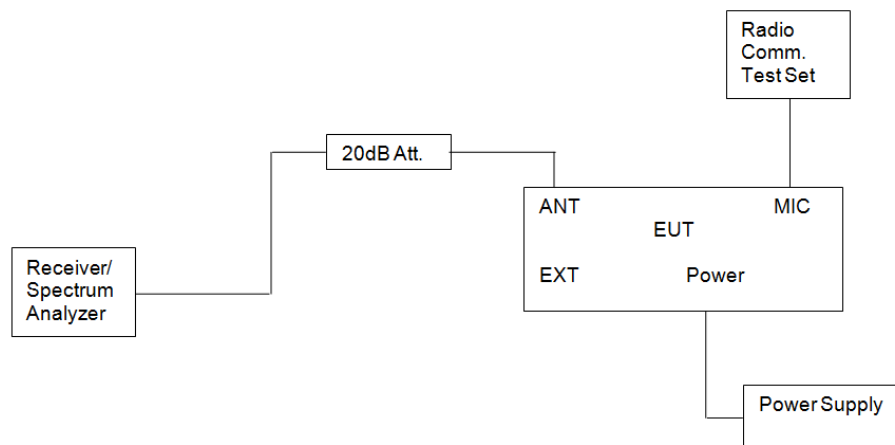 Radio
Comm.
Test Set
20dB Att.
ANT
MIC
EUT
Receiver/
Spectrum
Analyzer
EXT
Power
Power Supply